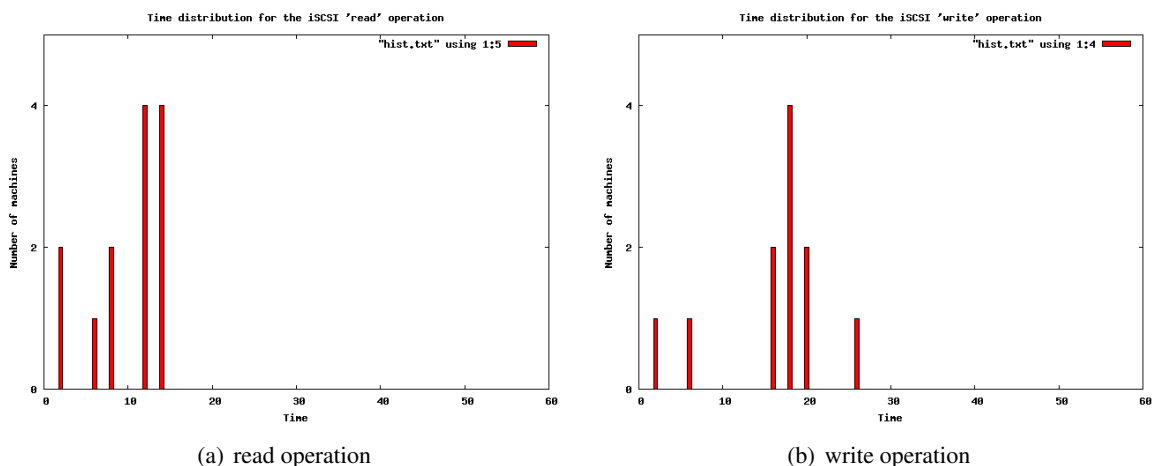 Time distribution for the iSCSI 'read' operation
"hist.txt" using 1:5
Number of machines
4
2
0
0 10 20 30 40 50 60
Time
(a) read operation
Time distribution for the iSCSI 'write' operation
"hist.txt" using 1:4
Number of machines
4
2
0
0 10 20 30 40 50 60
Time
(b) write operation